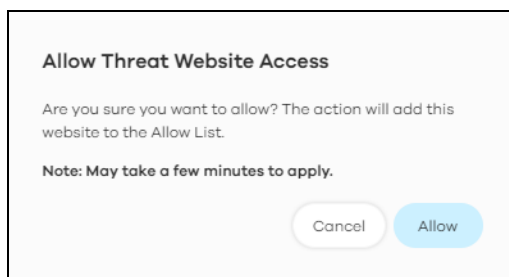 Allow Threat Website Access
Are you sure you want to allow? The action will add this
website to the Allow List.
Note: May take a few minutes to apply.
Cancel Allow